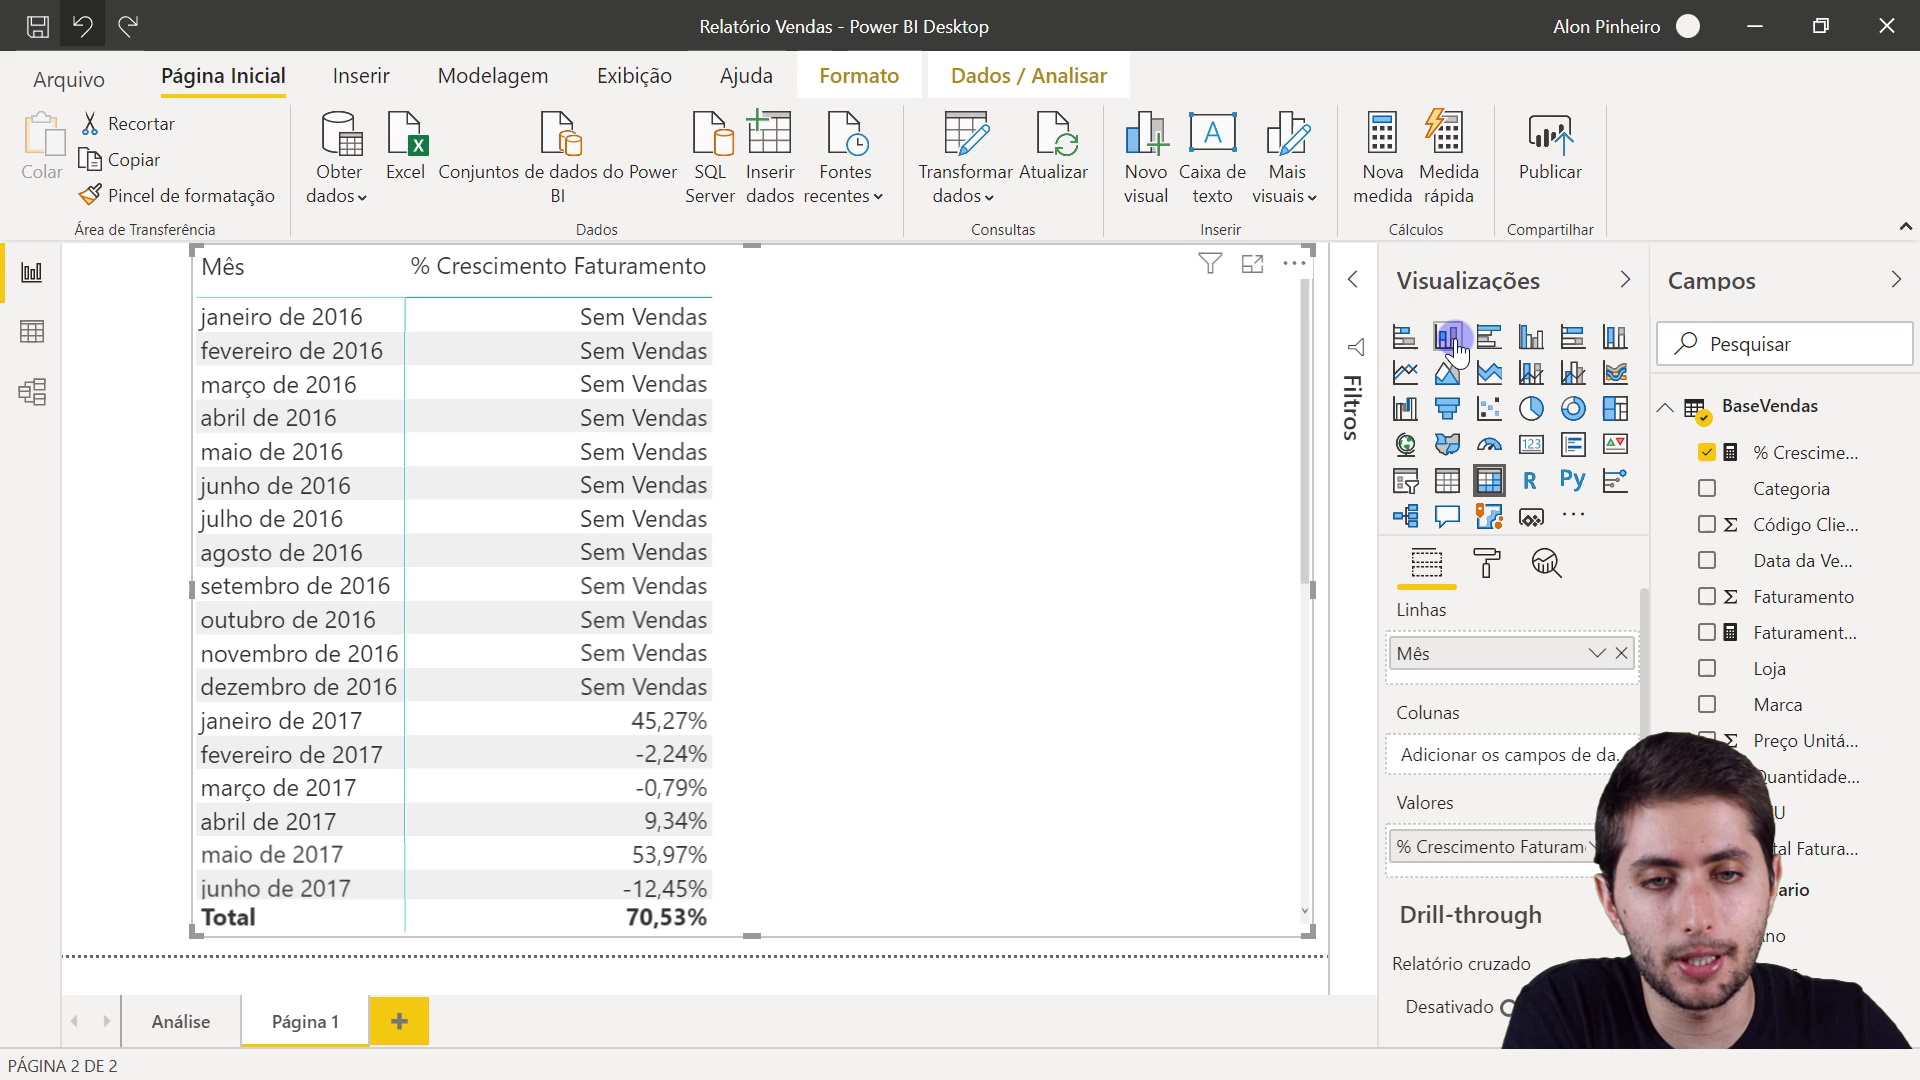 Relatório Vendas - Power BI Desktop
Alon Pinheiro
Arquivo
Página Inicial
Inserir
Modelagem
Exibição
Ajuda
Formato
Dados / Analisar
Colar
Recortar
Copiar
Pincel de formatação
Área de Transferência
Obter
dados
Excel
Conjuntos de dados do Power
BI
SQL
Server
Inserir
dados
Fontes
recentes
Dados
Transformar
dados
Atualizar
Consultas
Novo
visual
Caixa de
texto
Mais
visuais
Inserir
Nova
medida
Medida
rápida
Cálculos
Publicar
Compartilhar
Mês % Crescimento Faturamento
janeiro de 2016 Sem Vendas
fevereiro de 2016 Sem Vendas
março de 2016 Sem Vendas
abril de 2016 Sem Vendas
maio de 2016 Sem Vendas
junho de 2016 Sem Vendas
julho de 2016 Sem Vendas
agosto de 2016 Sem Vendas
setembro de 2016 Sem Vendas
outubro de 2016 Sem Vendas
novembro de 2016 Sem Vendas
dezembro de 2016 Sem Vendas
janeiro de 2017 45,27%
fevereiro de 2017 -2,24%
março de 2017 -0,79%
abril de 2017 9,34%
maio de 2017 53,97%
junho de 2017 -12,45%
Total 70,53%
Filtros
Visualizações
R
Py
123
Linhas
Mês
Colunas
Adicionar os campos de da...
Valores
% Crescimento Faturam
Drill-through
Relatório cruzado
Desativado
Campos
Pesquisar
BaseVendas
% Crescime...
Categoria
Σ Código Clie...
Data da Ve...
Σ Faturamento
Faturament...
Loja
Marca
Σ Preço Unitá...
Quantidade...
U
tal Fatura...
ario
no
Análise
Página 1
PÁGINA 2 DE 2